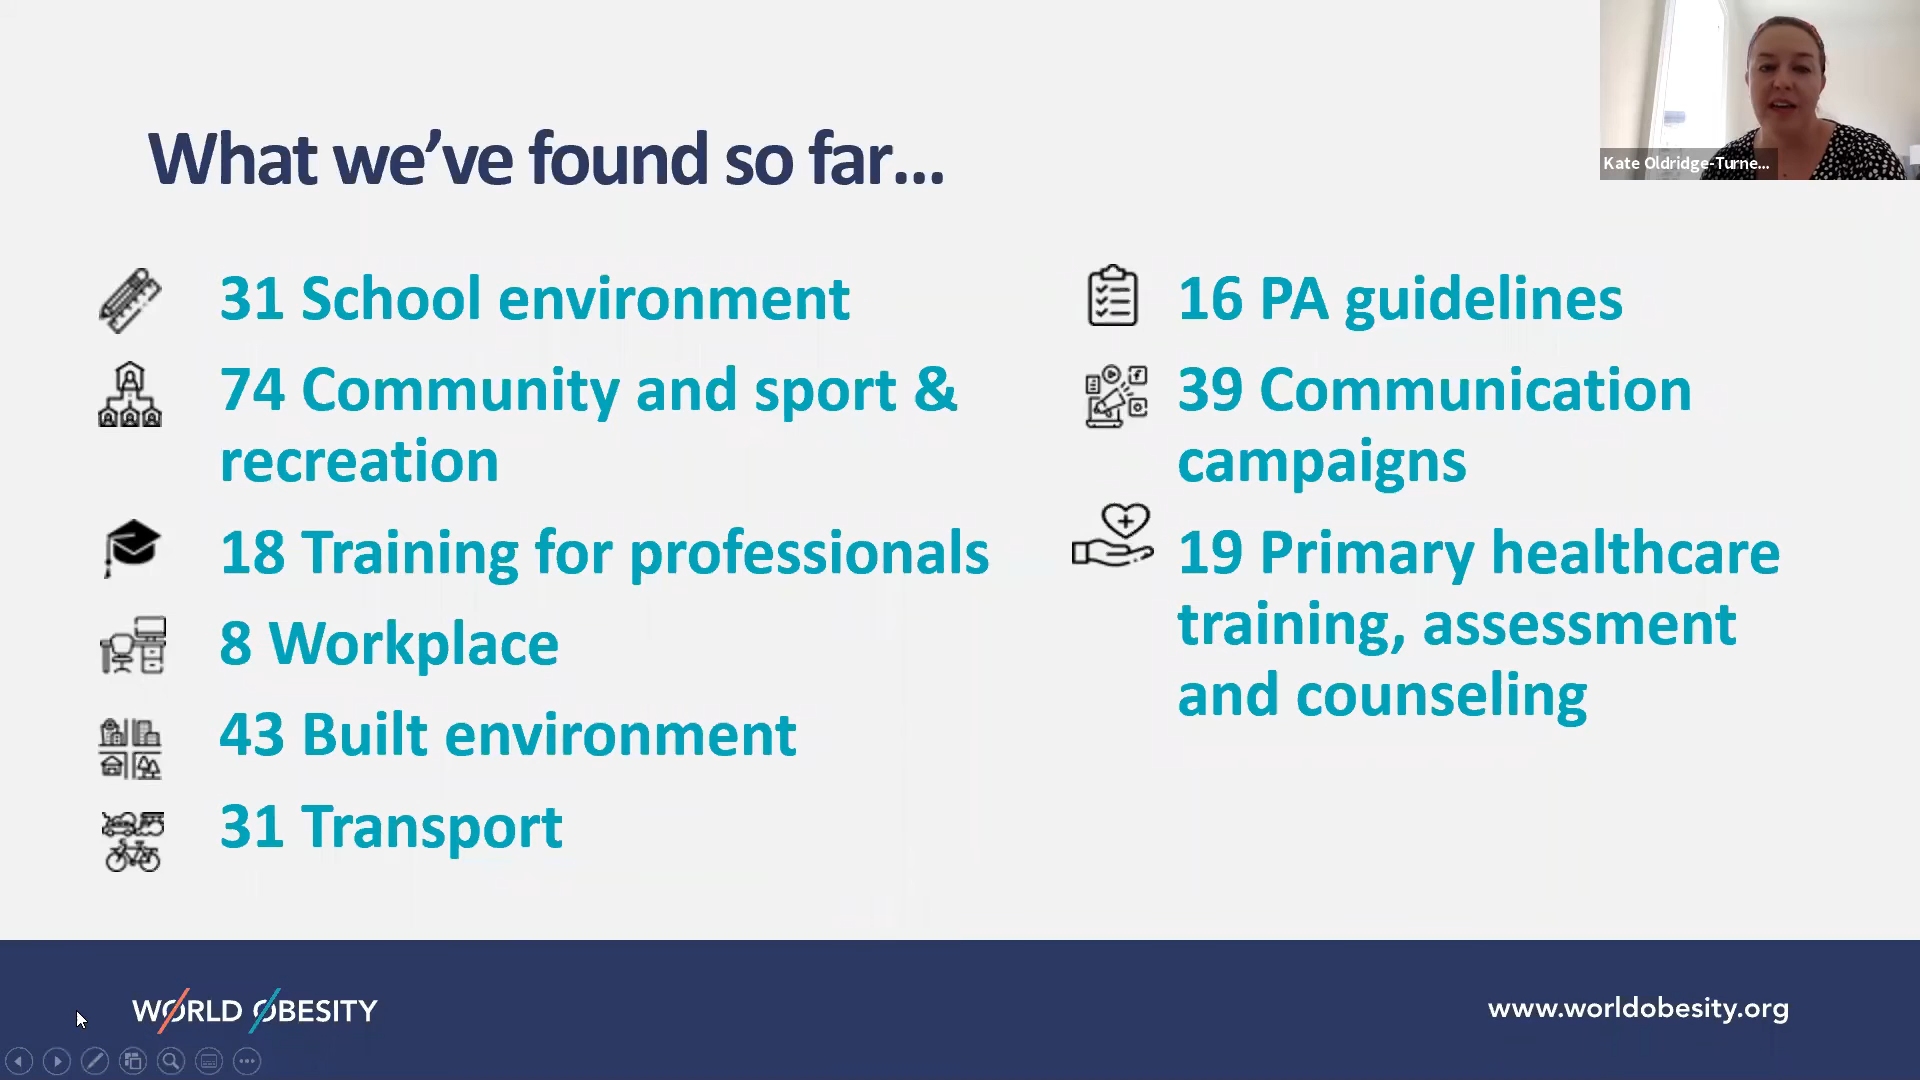 Kate Oldridge-Turne...
What we've found so far...
31 School environment
74 Community and sport &
recreation
18 Training for professionals
8 Workplace
43 Built environment
31 Transport
16 PA guidelines
39 Communication
campaigns
19 Primary healthcare
training, assessment
and counseling
WORLD OBESITY
www.worldobesity.org